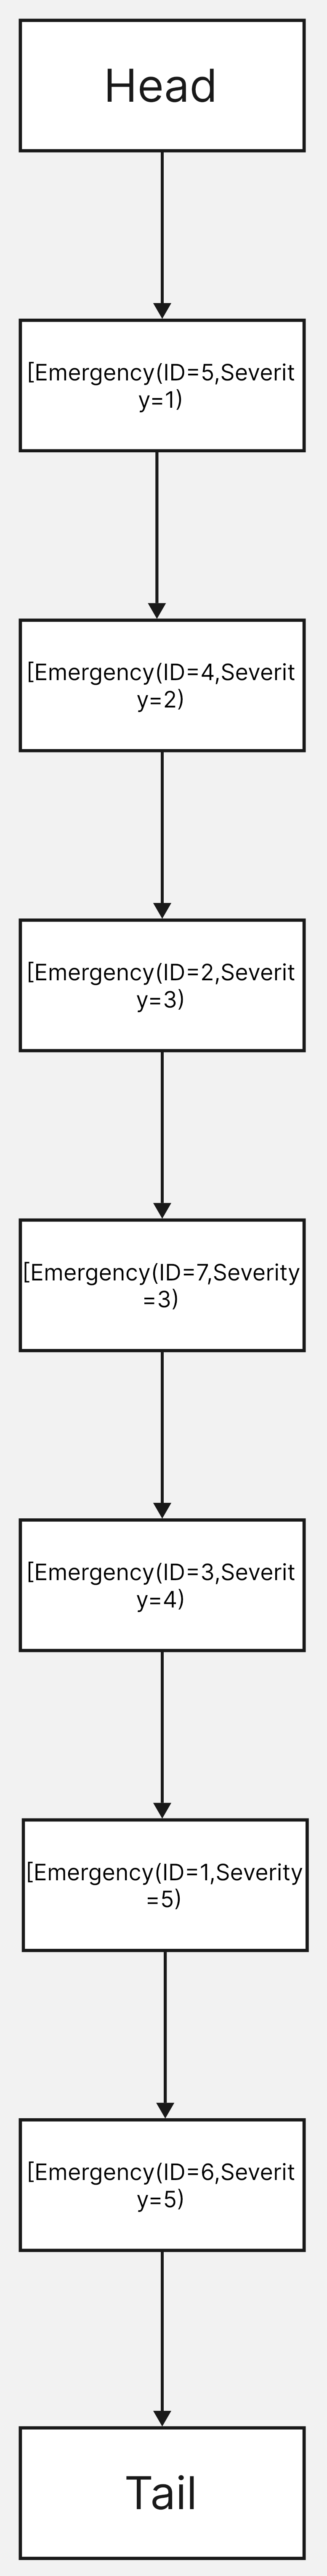 Head
[Emergency(ID=5,Severit
y=1)
[Emergency(ID=4,Severit
y=2)
[Emergency(ID=2,Severit
y=3)
[Emergency(ID=7,Severity
=3)
[Emergency(ID=3,Severit
y=4)
[Emergency(ID=1,Severity
=5)
[Emergency(ID=6,Severit
y=5)
Tail